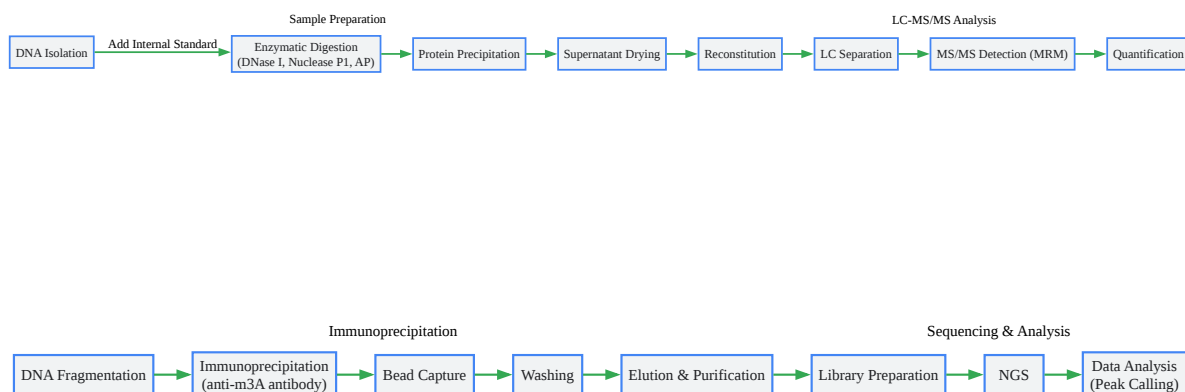 Sample Preparation
LC-MS/MS Analysis
DNA Isolation
Add Internal Standard
Enzymatic Digestion
(DNase I, Nuclease P1, AP)
Protein Precipitation
Supernatant Drying
Reconstitution
LC Separation
MS/MS Detection (MRM)
Quantification
Immunoprecipitation
Sequencing & Analysis
DNA Fragmentation
Immunoprecipitation
(anti-m3A antibody)
Bead Capture
Washing
Elution & Purification
Library Preparation
NGS
Data Analysis
(Peak Calling)